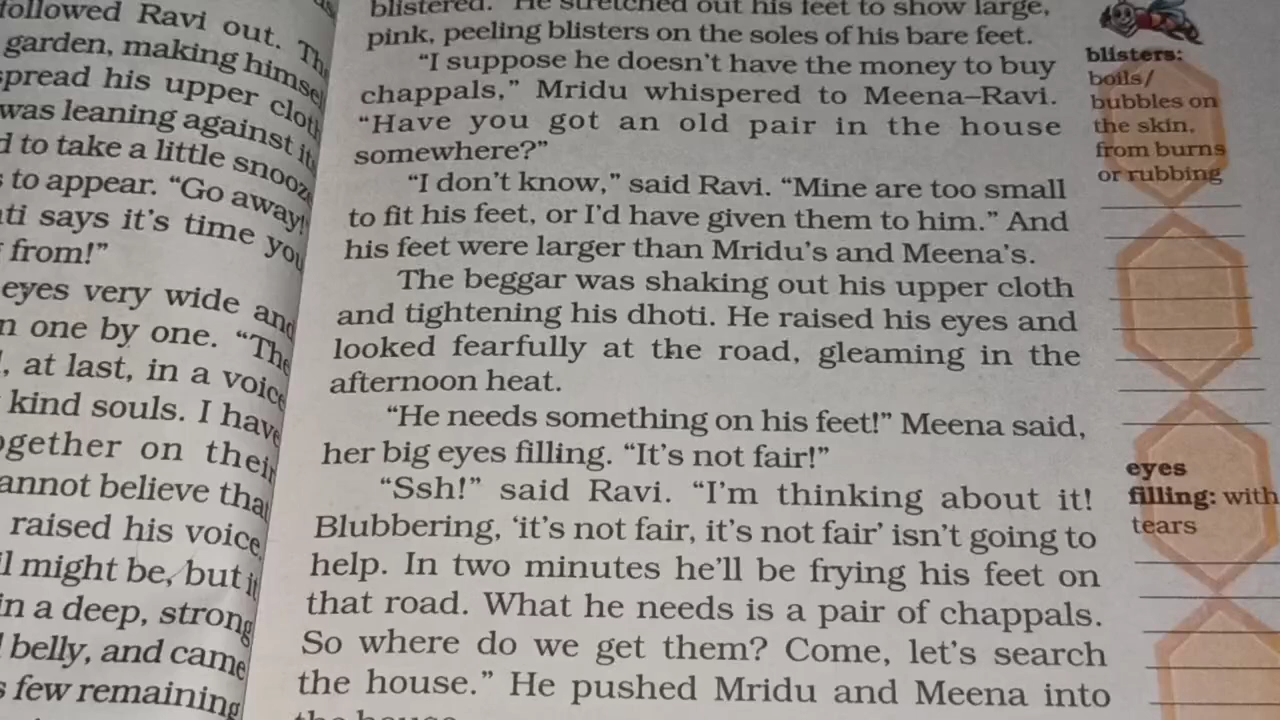 followed Ravi out. The
garden, making himsel
spread his upper cloth
was leaning against it
to take a little snooze
to appear. "Go away!
ti says it's time you
from!"
eyes very wide and
one by one. "The
, at last, in a voice
kind souls. I have
ogether on their
annot believe that
raised his voice
might be, but it
in a deep, strong
belly, and came
few remaining
blistered. He stretched out his feet to show large,
pink, peeling blisters on the soles of his bare feet.
"I suppose he doesn't have the money to buy
chappals," Mridu whispered to Meena–Ravi.
"Have you got an old pair in the house
somewhere?"
"I don't know," said Ravi. "Mine are too small
to fit his feet, or I'd have given them to him." And
his feet were larger than Mridu's and Meena's.
The beggar was shaking out his upper cloth
and tightening his dhoti. He raised his eyes and
looked fearfully at the road, gleaming in the
afternoon heat.
"He needs something on his feet!" Meena said,
her big eyes filling. "It's not fair!"
"Ssh!" said Ravi. "I'm thinking about it!
Blubbering, 'it's not fair, it's not fair' isn't going to
help. In two minutes he'll be frying his feet on
that road. What he needs is a pair of chappals.
So where do we get them? Come, let's search
the house." He pushed Mridu and Meena into
blisters:
boils/
bubbles on
the skin,
from burns
or rubbing
eyes
filling: with
tears